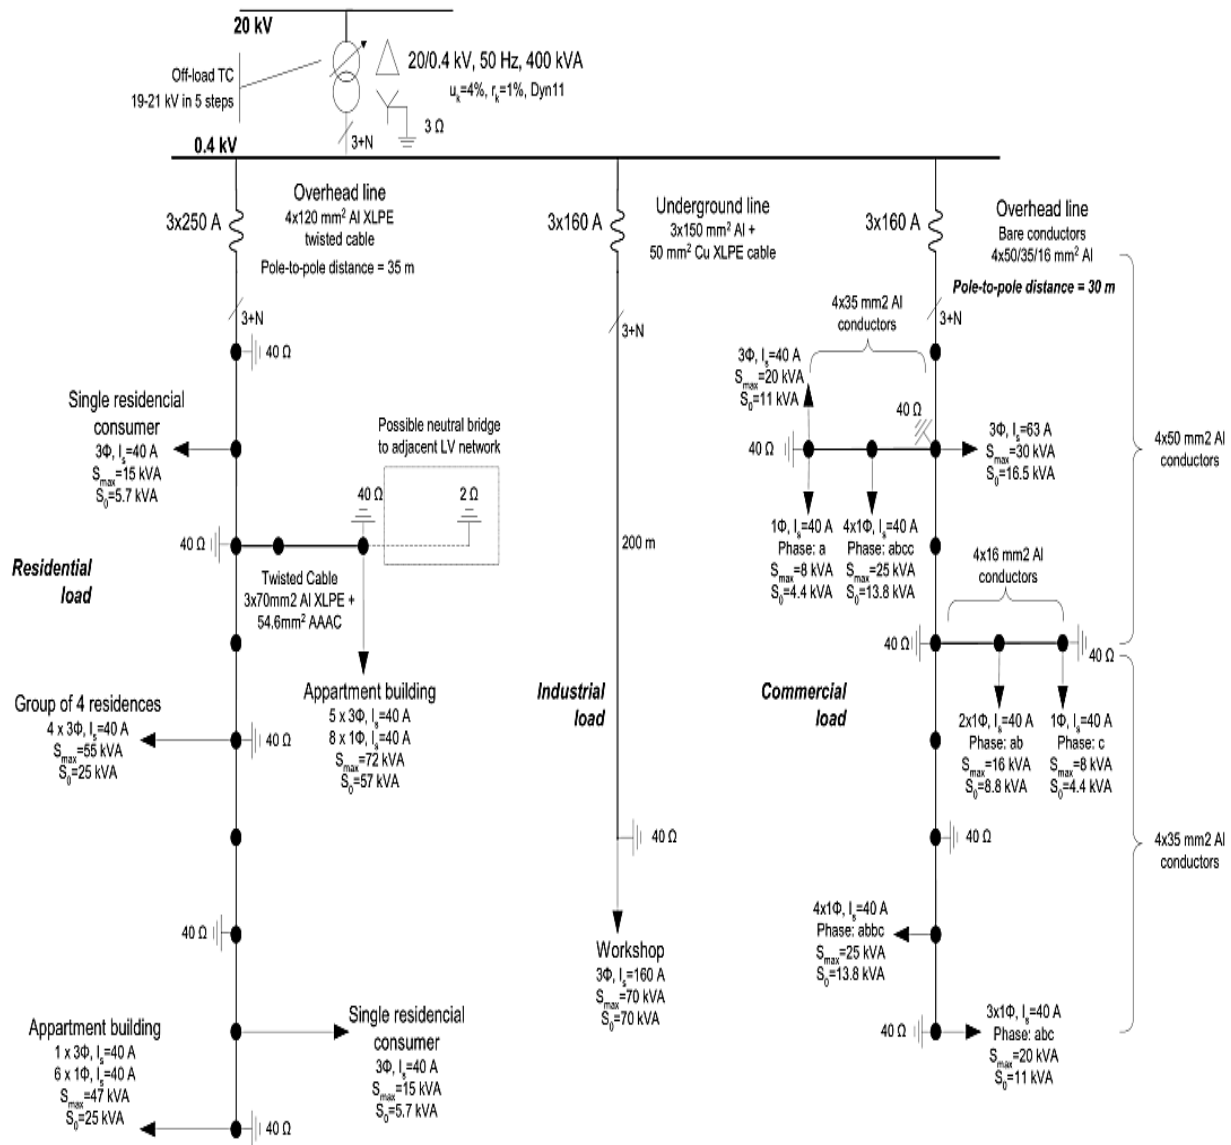 20 kV
Off-load TC
19-21 kV in 5 steps
20/0.4 kV, 50 Hz, 400 kVA
uk=4%, rk=1%, Dyn11
3 Ω
3+N
0.4 kV
3x250 A
Overhead line
4x120 mm² Al XLPE
twisted cable
Pole-to-pole distance = 35 m
3+N
40 Ω
Single residencial
consumer
3Φ, Is=40 A
Smax=15 kVA
S0=5.7 kVA
Possible neutral bridge
to adjacent LV network
40 Ω
2 Ω
40 Ω
Twisted Cable
3x70mm2 Al XLPE +
54.6mm² AAAC
Residential
load
Appartment building
5 x 3Φ, Is=40 A
8 x 1Φ, Is=40 A
Smax=72 kVA
S0=57 kVA
Group of 4 residences
4 x 3Φ, Is=40 A
Smax=55 kVA
S0=25 kVA
40 Ω
40 Ω
Single residencial
consumer
3Φ, Is=40 A
Smax=15 kVA
S0=5.7 kVA
Appartment building
1 x 3Φ, Is=40 A
6 x 1Φ, Is=40 A
Smax=47 kVA
S0=25 kVA
40 Ω
3x160 A
Underground line
3x150 mm² Al +
50 mm² Cu XLPE cable
3+N
200 m
Industrial
load
40 Ω
Workshop
3Φ, Is=160 A
Smax=70 kVA
S0=70 kVA
3x160 A
Overhead line
Bare conductors
4x50/35/16 mm² Al
Pole-to-pole distance = 30 m
3+N
4x35 mm2 Al
conductors
3Φ, Is=40 A
Smax=20 kVA
S0=11 kVA
40 Ω
40 Ω
3Φ, Is=63 A
Smax=30 kVA
S0=16.5 kVA
4x50 mm2 Al
conductors
1Φ, Is=40 A
Phase: a
Smax=8 kVA
S0=4.4 kVA
4x1Φ, Is=40 A
Phase: abcc
Smax=25 kVA
S0=13.8 kVA
4x16 mm2 Al
conductors
40 Ω
40 Ω
Commercial
load
2x1Φ, Is=40 A
Phase: ab
Smax=16 kVA
S0=8.8 kVA
1Φ, Is=40 A
Phase: c
Smax=8 kVA
S0=4.4 kVA
40 Ω
4x35 mm2 Al
conductors
4x1Φ, Is=40 A
Phase: abbc
Smax=25 kVA
S0=13.8 kVA
40 Ω
3x1Φ, Is=40 A
Phase: abc
Smax=20 kVA
S0=11 kVA